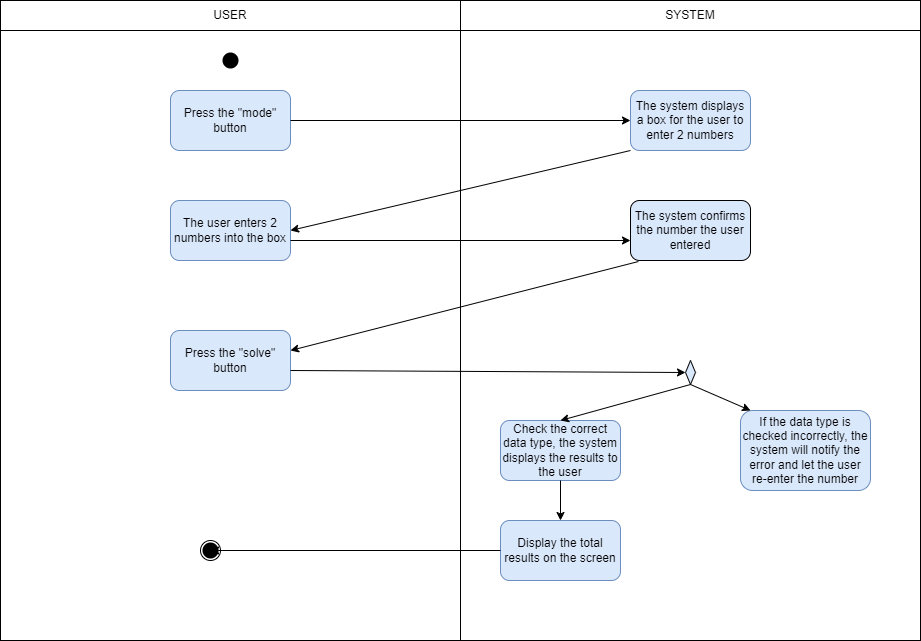 USER
SYSTEM
Press the "mode"
button
The system displays
a box for the user to
enter 2 numbers
The user enters 2
numbers into the box
The system confirms
the number the user
entered
Press the "solve"
button
Check the correct
data type, the system
displays the results to
the user
If the data type is
checked incorrectly, the
system will notify the
error and let the user
re-enter the number
Display the total
results on the screen